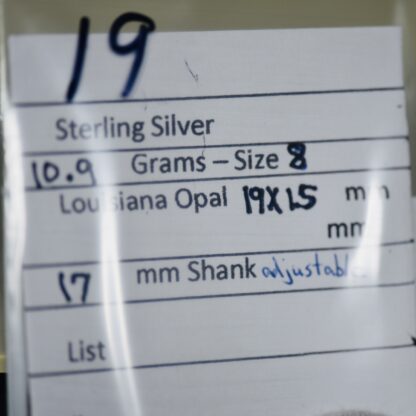 19
Sterling Silver
10.9 Grams – Size 8
Louisiana Opal 19X15 mm
mm
17 mm Shank adjustable
List